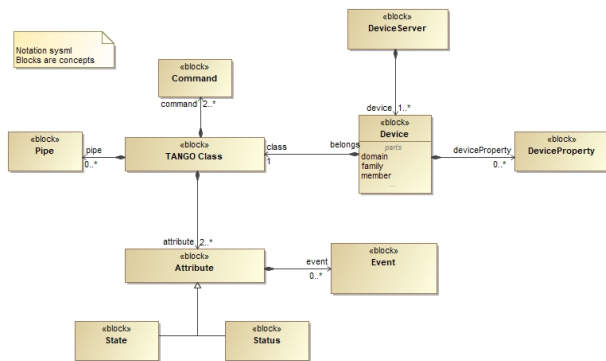 Notation sysml
Blocks are concepts
«block»
DeviceServer
«block»
Command
command 2..*
device 1..*
«block»
Pipe
pipe
0..*
«block»
TANGO Class
class
1
belongs
«block»
Device
parts
domain
family
member
...
deviceProperty
0..*
«block»
DeviceProperty
attribute 2..*
«block»
Attribute
event
0..*
«block»
Event
«block»
State
«block»
Status